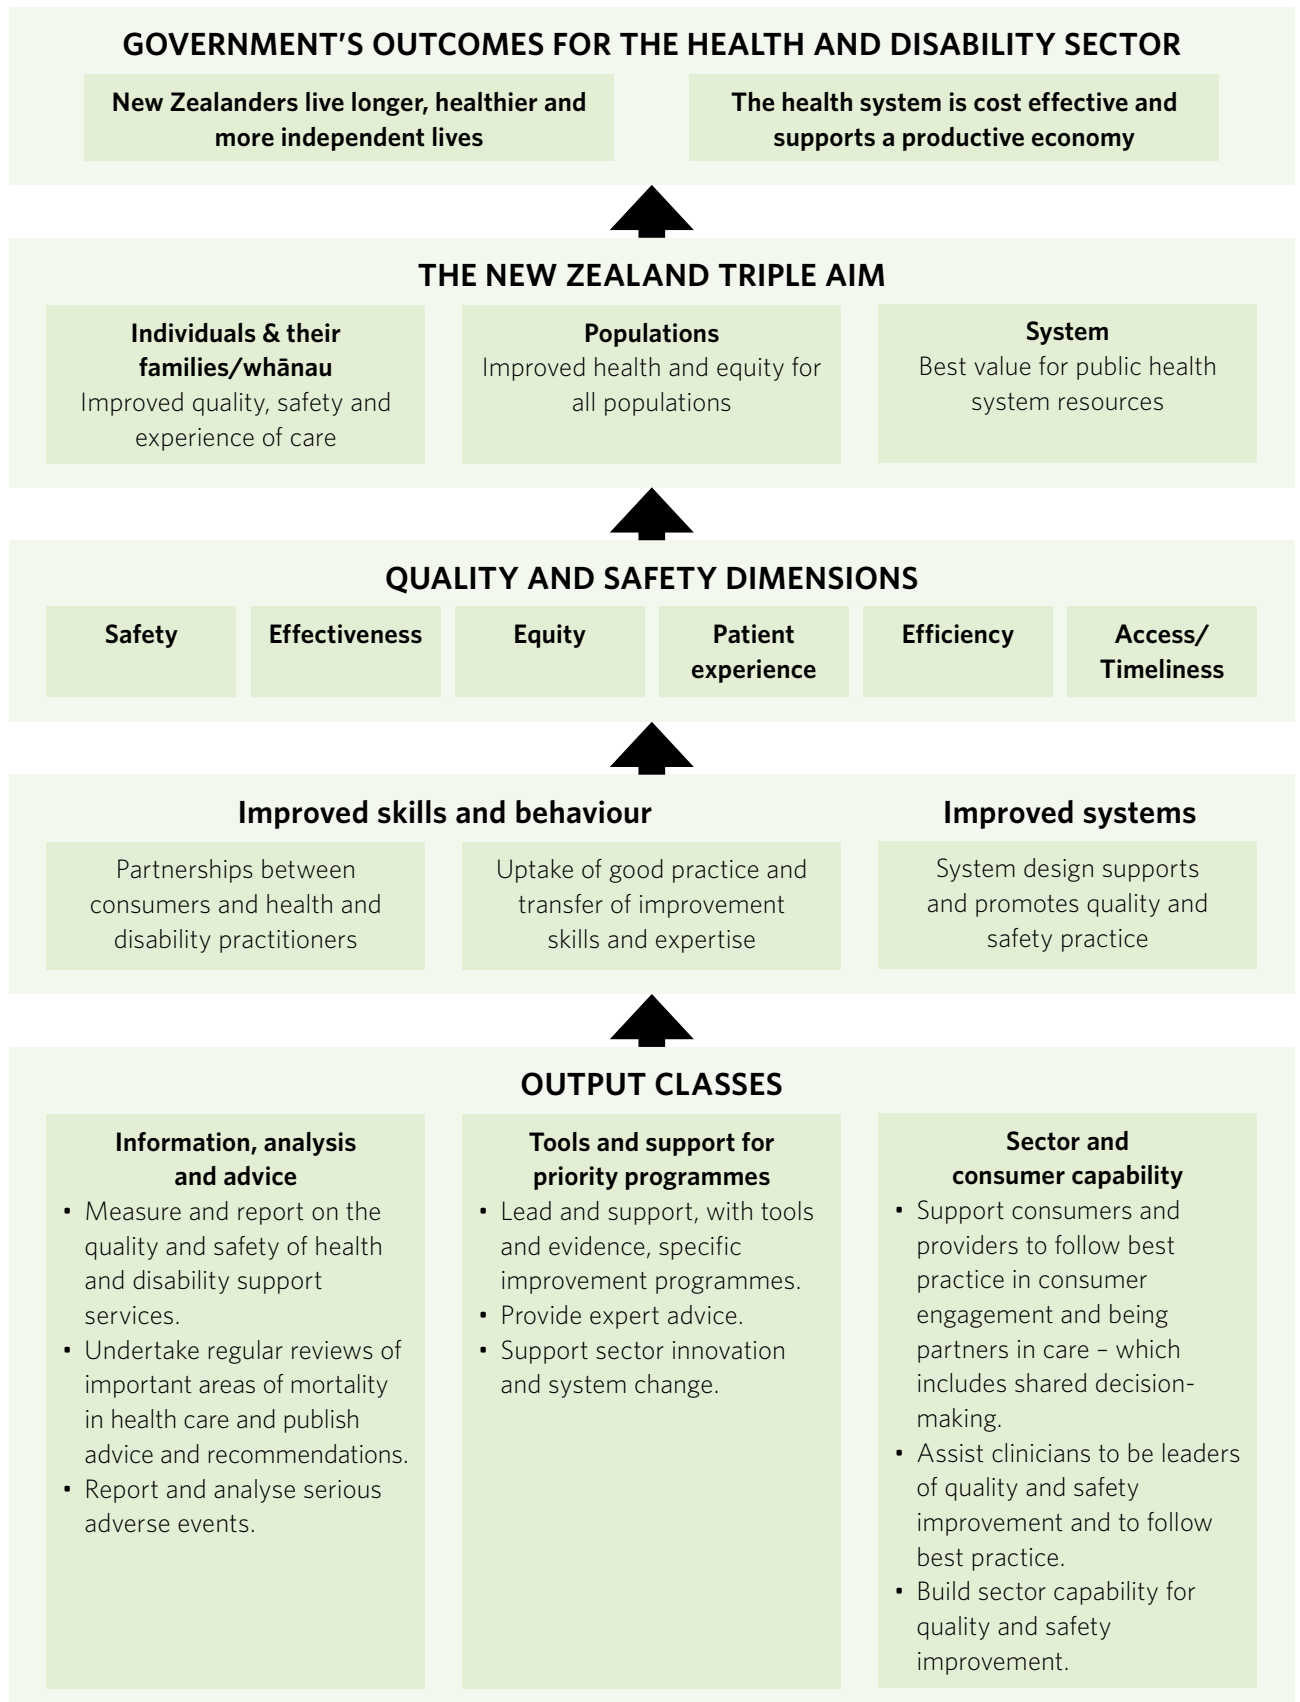 GOVERNMENT’S OUTCOMES FOR THE HEALTH AND DISABILITY SECTOR
New Zealanders live longer, healthier and
more independent lives
The health system is cost effective and
supports a productive economy
THE NEW ZEALAND TRIPLE AIM
Individuals & their
families/whānau
Improved quality, safety and
experience of care
Populations
Improved health and equity for
all populations
System
Best value for public health
system resources
QUALITY AND SAFETY DIMENSIONS
Safety
Effectiveness
Equity
Patient
experience
Efficiency
Access/
Timeliness
Improved skills and behaviour
Partnerships between
consumers and health and
disability practitioners
Uptake of good practice and
transfer of improvement
skills and expertise
Improved systems
System design supports
and promotes quality and
safety practice
OUTPUT CLASSES
Information, analysis
and advice
• Measure and report on the
quality and safety of health
and disability support
services.
• Undertake regular reviews of
important areas of mortality
in health care and publish
advice and recommendations.
• Report and analyse serious
adverse events.
Tools and support for
priority programmes
• Lead and support, with tools
and evidence, specific
improvement programmes.
• Provide expert advice.
• Support sector innovation
and system change.
Sector and
consumer capability
• Support consumers and
providers to follow best
practice in consumer
engagement and being
partners in care – which
includes shared decision-
making.
• Assist clinicians to be leaders
of quality and safety
improvement and to follow
best practice.
• Build sector capability for
quality and safety
improvement.